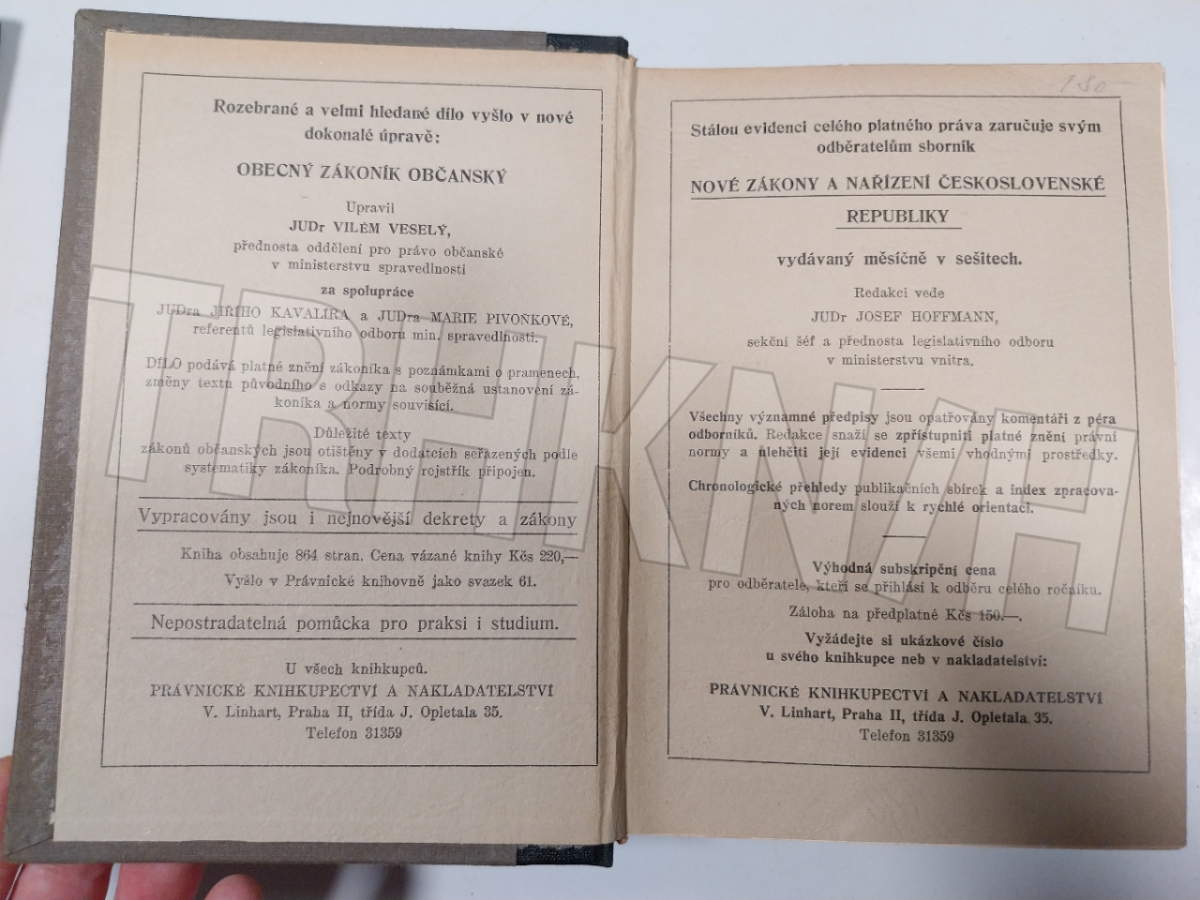 Rozebrané a velmi hledané dílo vyšlo v nové
dokonalé úpravě:
OBECNÝ ZÁKONÍK OBČANSKÝ
Upravil
JUDr VILÉM VESELÝ,
přednosta oddělení pro právo občanské
v ministerstvu spravedlnosti
za spolupráce
JUDra JIŘÍHO KAVALÍRA a JUDra MARIE PIVOŇKOVÉ,
referentů legislativního odboru min. spravedlnosti.
DÍLO podává platné znění zákoníka s poznámkami o pramenech,
změny textu původního s odkazy na souběžná ustanovení zá-
koníka a normy souvisící.
Důležité texty
zákonů občanských jsou otištěny v dodatcích seřazených podle
systematiky zákoníka. Podrobný rejstřík připojen.
Vypracovány jsou i nejnovější dekrety a zákony
Kniha obsahuje 864 stran. Cena vázané knihy Kčs 220,—
Vyšlo v Právnické knihovně jako svazek 61.
Nepostradatelná pomůcka pro praksi i studium.
U všech knihkupců.
PRÁVNICKÉ KNIHKUPECTVÍ A NAKLADATELSTVÍ
V. Linhart, Praha II, třída J. Opletala 35.
Telefon 31359
180-
Stálou evidenci celého platného práva zaručuje svým
odběratelům sborník
NOVÉ ZÁKONY A NAŘÍZENÍ ČESKOSLOVENSKÉ
REPUBLIKY
vydávaný měsíčně v sešitech.
Redakci vede
JUDr JOSEF HOFFMANN,
sekční šéf a přednosta legislativního odboru
v ministerstvu vnitra.
Všechny významné předpisy jsou opatřovány komentáři z péra
odborníků. Redakce snaží se zpřístupniti platné znění právní
normy a ulehčiti její evidenci všemi vhodnými prostředky.
Chronologické přehledy publikačních sbírek a index zpracova-
ných norem slouží k rychlé orientaci.
Výhodná subskripční cena
pro odběratele, kteří se přihlásí k odběru celého ročníku.
Záloha na předplatné Kčs 150.—.
Vyžádejte si ukázkové číslo
u svého knihkupce neb v nakladatelství:
PRÁVNICKÉ KNIHKUPECTVÍ A NAKLADATELSTVÍ
V. Linhart, Praha II, třída J. Opletala 35.
Telefon 31359
TRHKNIH